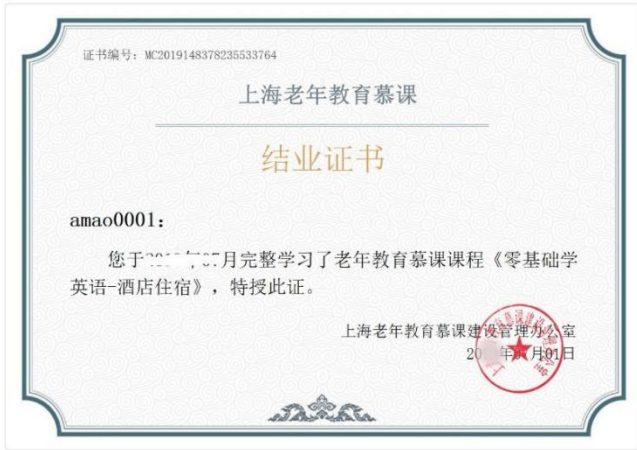 证书编号：MC2019148378235533764
上海老年教育慕课
结业证书
amao0001：
您于 月完整学习了老年教育慕课课程《零基础学
英语-酒店住宿》，特授此证。
上海老年教育慕课建设管理办公室
月01日